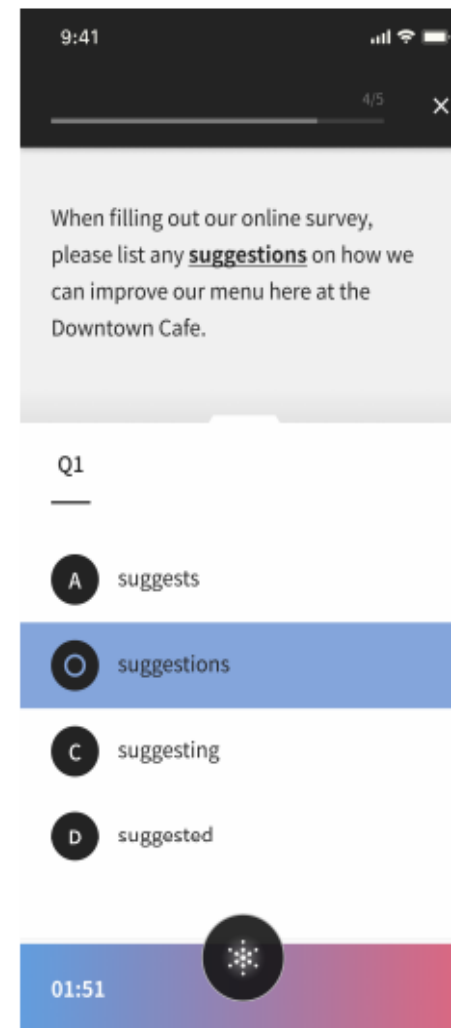 9:41
4/5
When filling out our online survey,
please list any suggestions on how we
can improve our menu here at the
Downtown Cafe.
Q1
A suggests
suggestions
C suggesting
D suggested
01:51